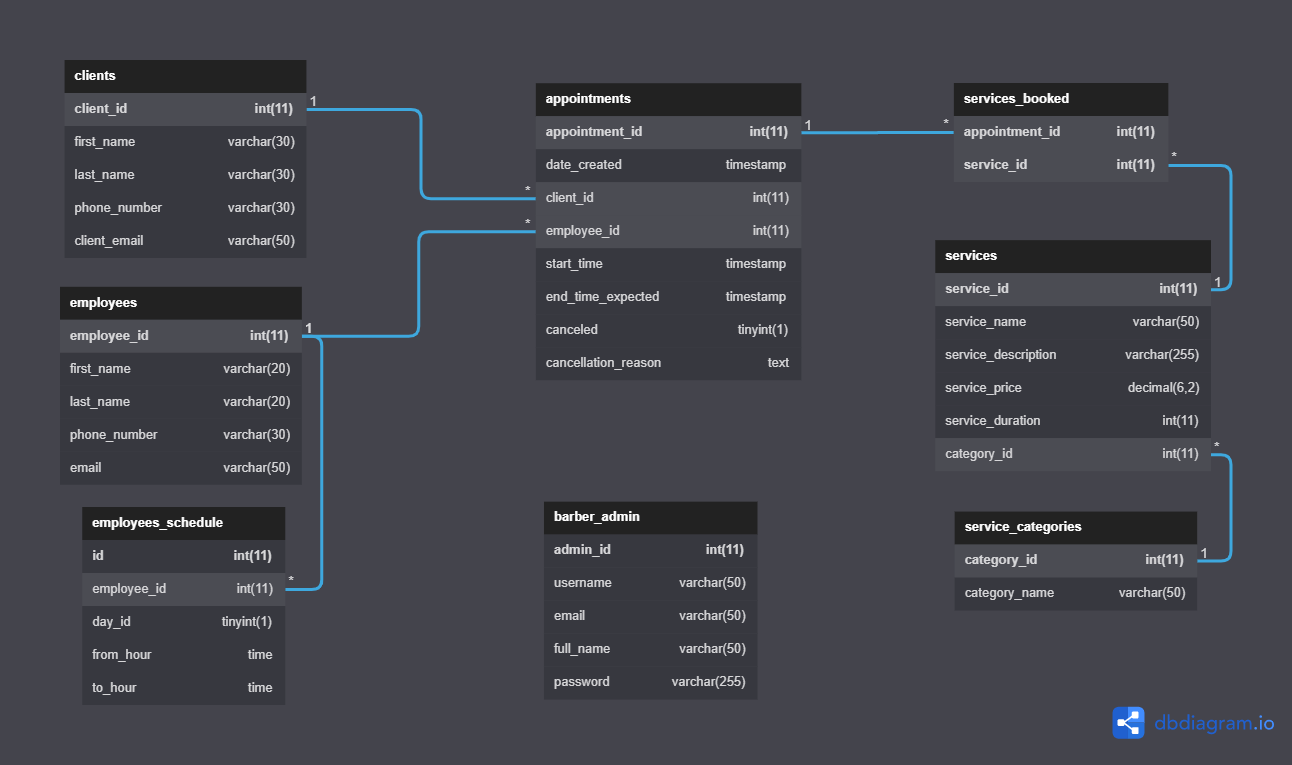 clients
client_id int(11)
first_name varchar(30)
last_name varchar(30)
phone_number varchar(30)
client_email varchar(50)
1
employees
employee_id int(11)
first_name varchar(20)
last_name varchar(20)
phone_number varchar(30)
email varchar(50)
1
employees_schedule
id int(11)
employee_id int(11)
day_id tinyint(1)
from_hour time
to_hour time
*
appointments
appointment_id int(11)
date_created timestamp
client_id int(11)
employee_id int(11)
start_time timestamp
end_time_expected timestamp
canceled tinyint(1)
cancellation_reason text
1
*
*
barber_admin
admin_id int(11)
username varchar(50)
email varchar(50)
full_name varchar(50)
password varchar(255)
services_booked
appointment_id int(11)
service_id int(11)
*
*
services
service_id int(11)
service_name varchar(50)
service_description varchar(255)
service_price decimal(6,2)
service_duration int(11)
category_id int(11)
1
*
service_categories
category_id int(11)
category_name varchar(50)
1
dbdiagram.io